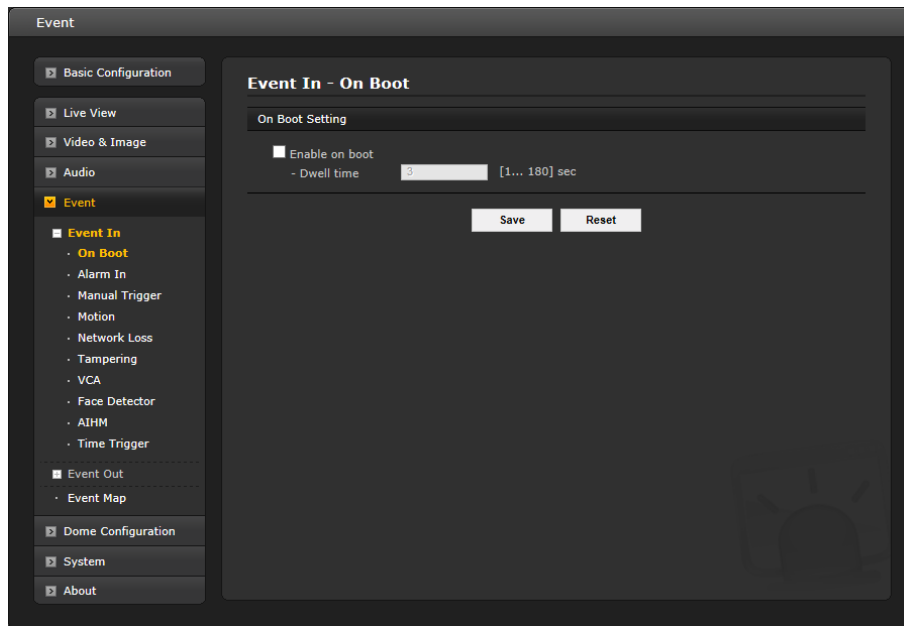 Event
Basic Configuration
Live View
Video & Image
Audio
Event
Event In
On Boot
Alarm In
Manual Trigger
Motion
Network Loss
Tampering
VCA
Face Detector
AIHM
Time Trigger
Event Out
Event Map
Dome Configuration
System
About
Event In - On Boot
On Boot Setting
Enable on boot
- Dwell time 3 [1... 180] sec
Save Reset